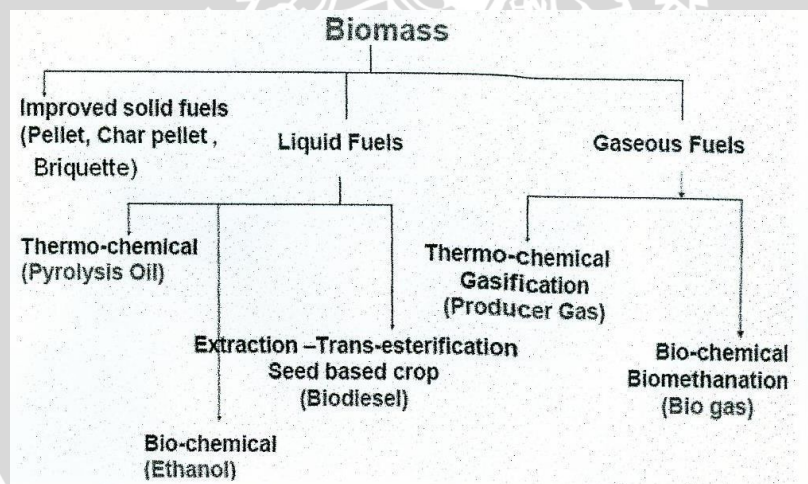 Biomass
Improved solid fuels
(Pellet, Char pellet ,
Briquette)
Liquid Fuels
Gaseous Fuels
Thermo-chemical
(Pyrolysis Oil)
Thermo-chemical
Gasification
(Producer Gas)
Extraction –Trans-esterification
Seed based crop
(Biodiesel)
Bio-chemical
Biomethanation
(Bio gas)
Bio-chemical
(Ethanol)